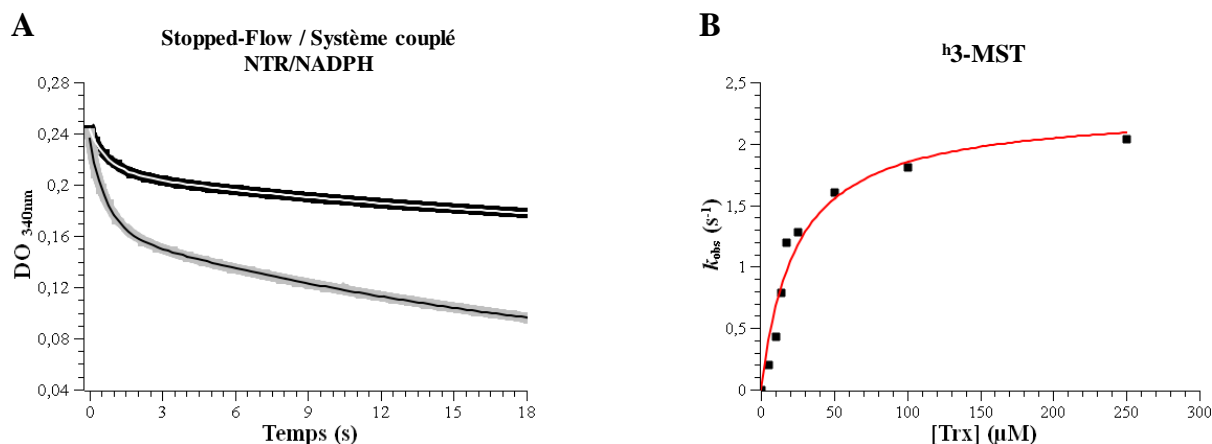 A
Stopped-Flow / Système couplé
NTR/NADPH
0,28
0,24
0,2
0,16
0,12
0,08
0,04
DO 340nm
0 3 6 9 12 15 18
Temps (s)
B
h3-MST
2,5
2
1,5
1
0,5
0
kobs (s-1)
0 50 100 150 200 250 300
[Trx] (µM)